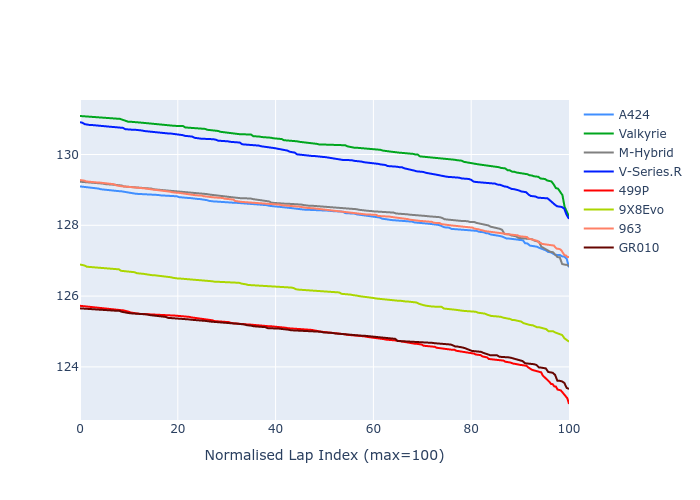 A424
Valkyrie
M-Hybrid
V-Series.R
499P
9X8Evo
963
GR010
130
128
126
124
0 20 40 60 80 100
Normalised Lap Index (max=100)